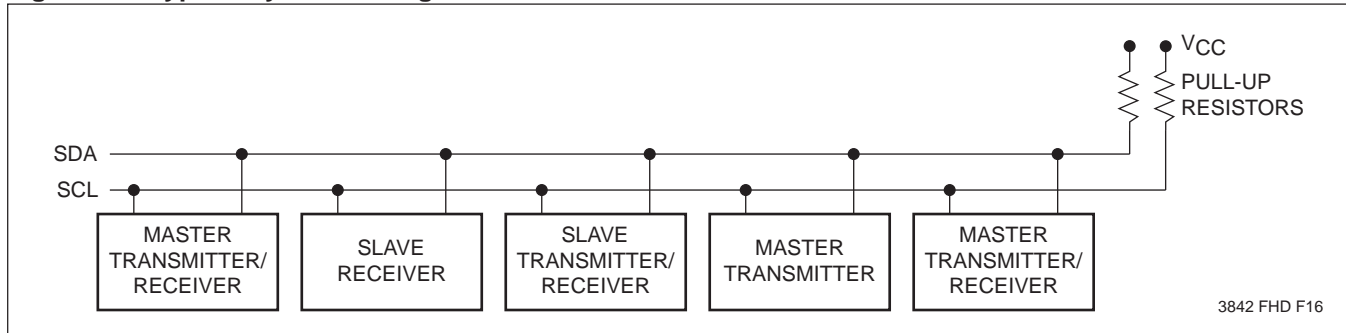 VCC
PULL-UP
RESISTORS
SDA
SCL
MASTER
TRANSMITTER/
RECEIVER
SLAVE
RECEIVER
SLAVE
TRANSMITTER/
RECEIVER
MASTER
TRANSMITTER
MASTER
TRANSMITTER/
RECEIVER
3842 FHD F16